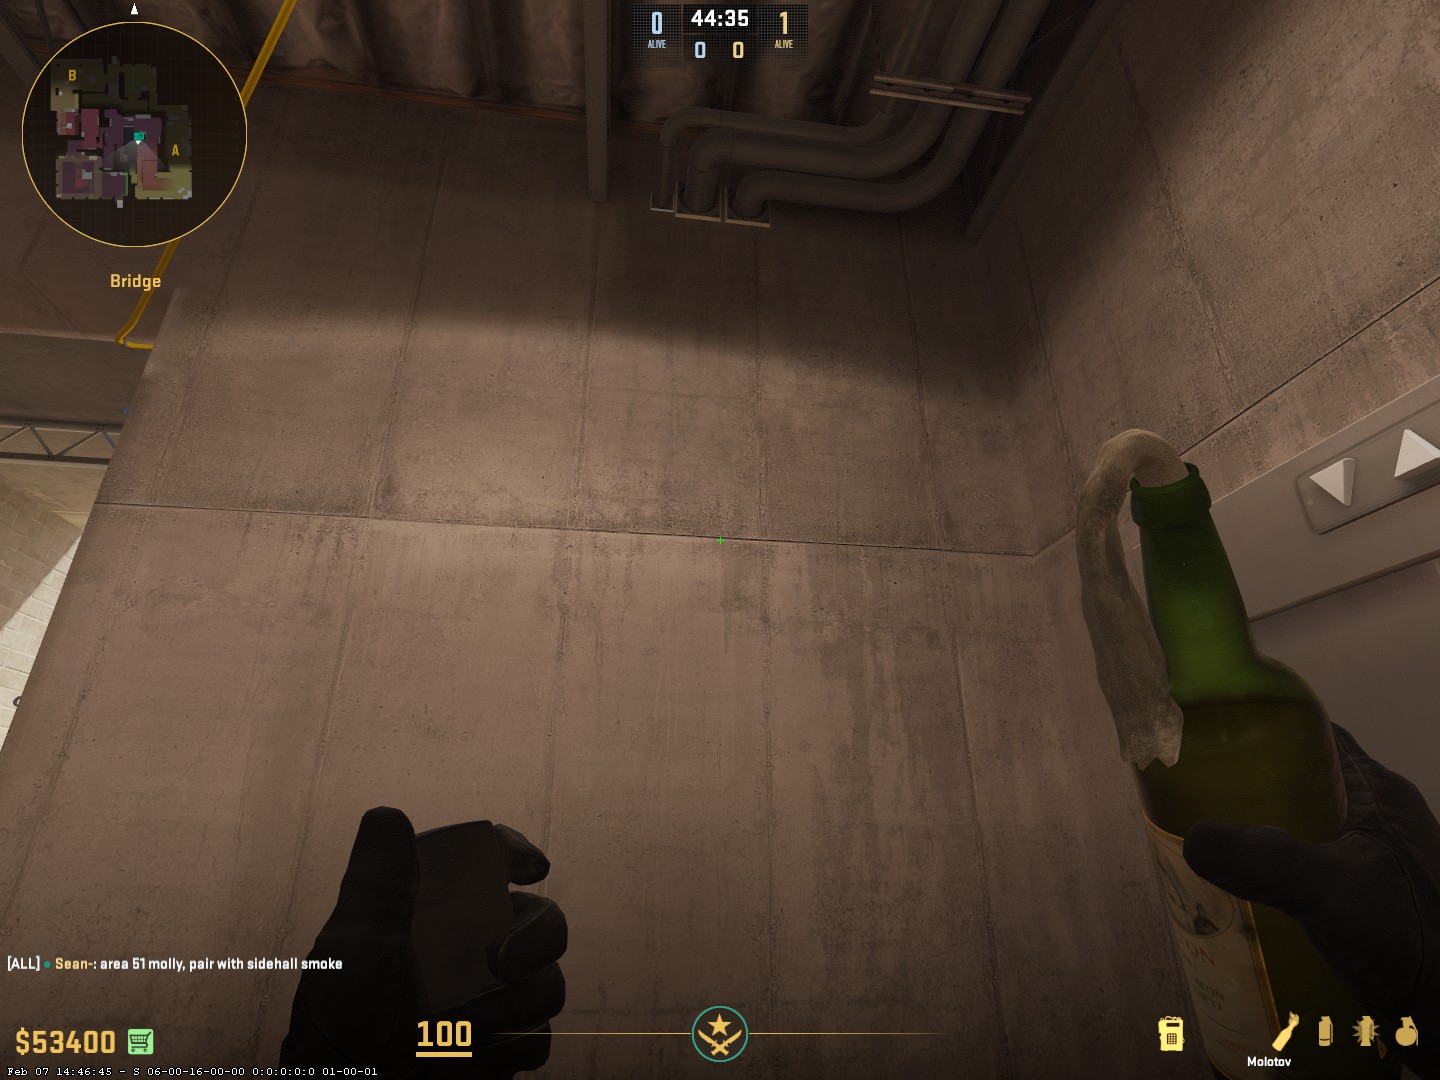 0 44:35 1
ALIVE 0 0 ALIVE
B
A
Bridge
[ALL] Sean-: area 51 molly, pair with sidehall smoke
$53400
100
Molotov
Feb 07 14:46:45 - S 06-00-16-00-00 0:0:0:0:0 01-00-01